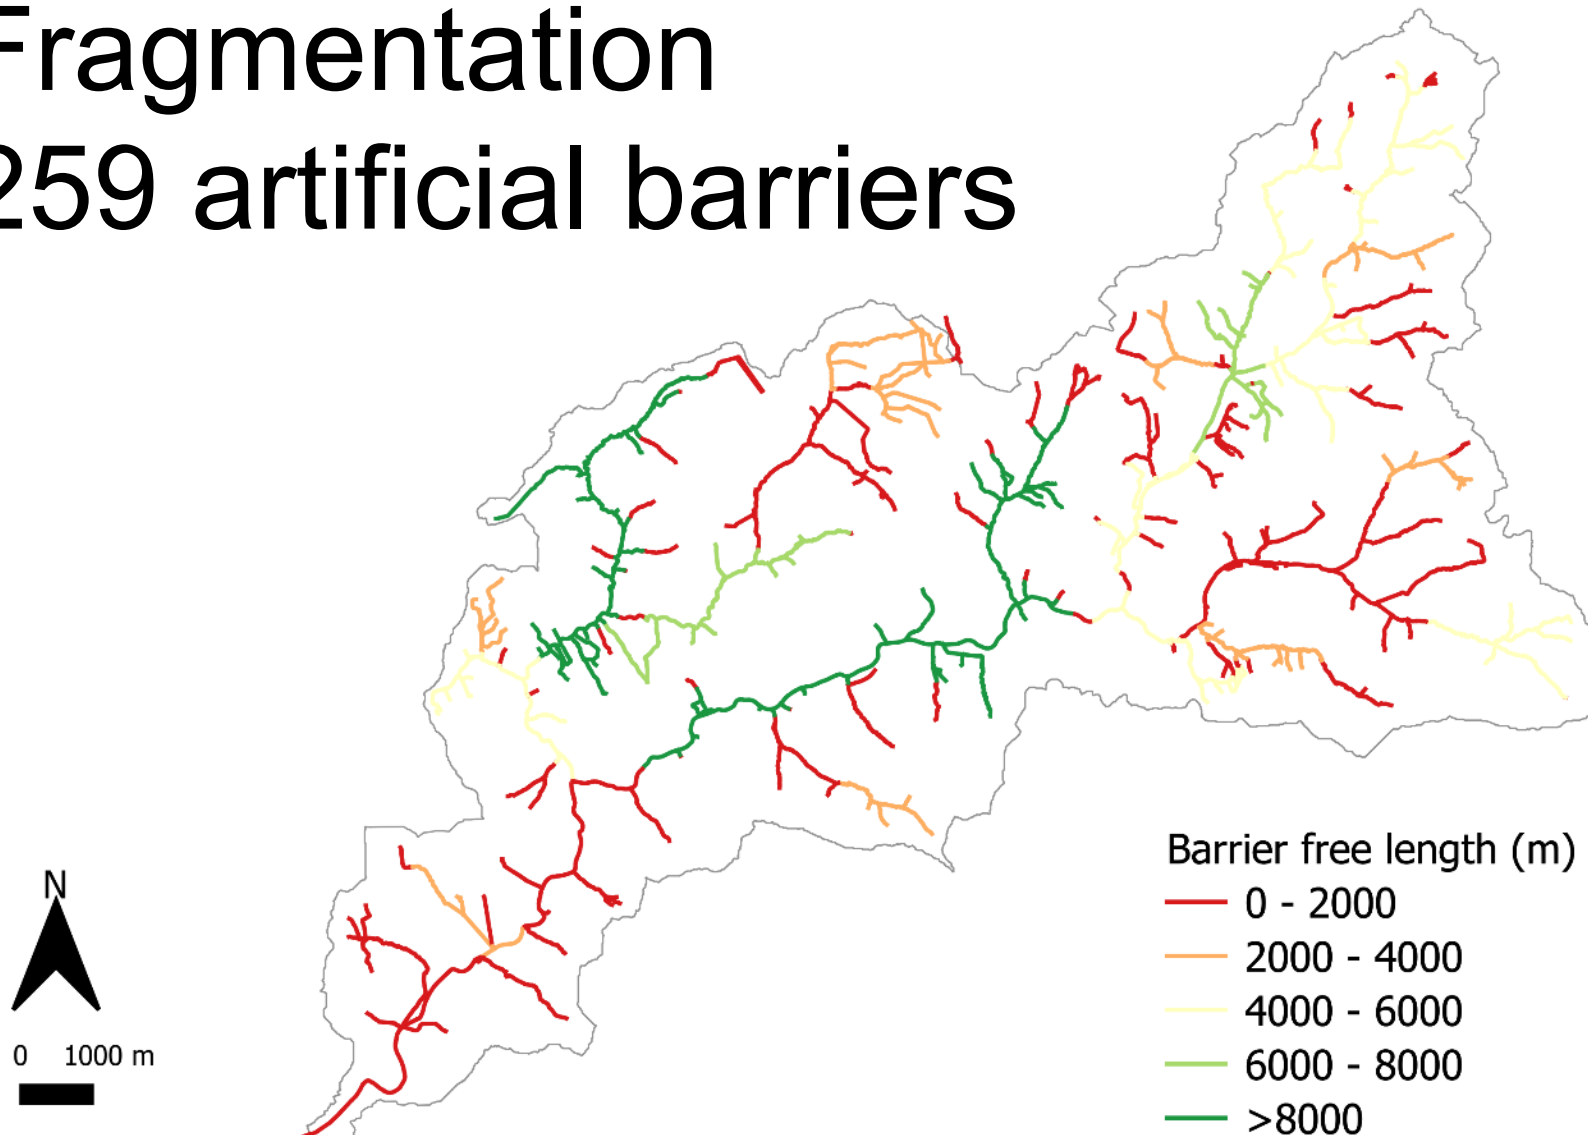 Fragmentation
259 artificial barriers
Barrier free length (m)
0 - 2000
2000 - 4000
4000 - 6000
6000 - 8000
>8000
N
0 1000 m